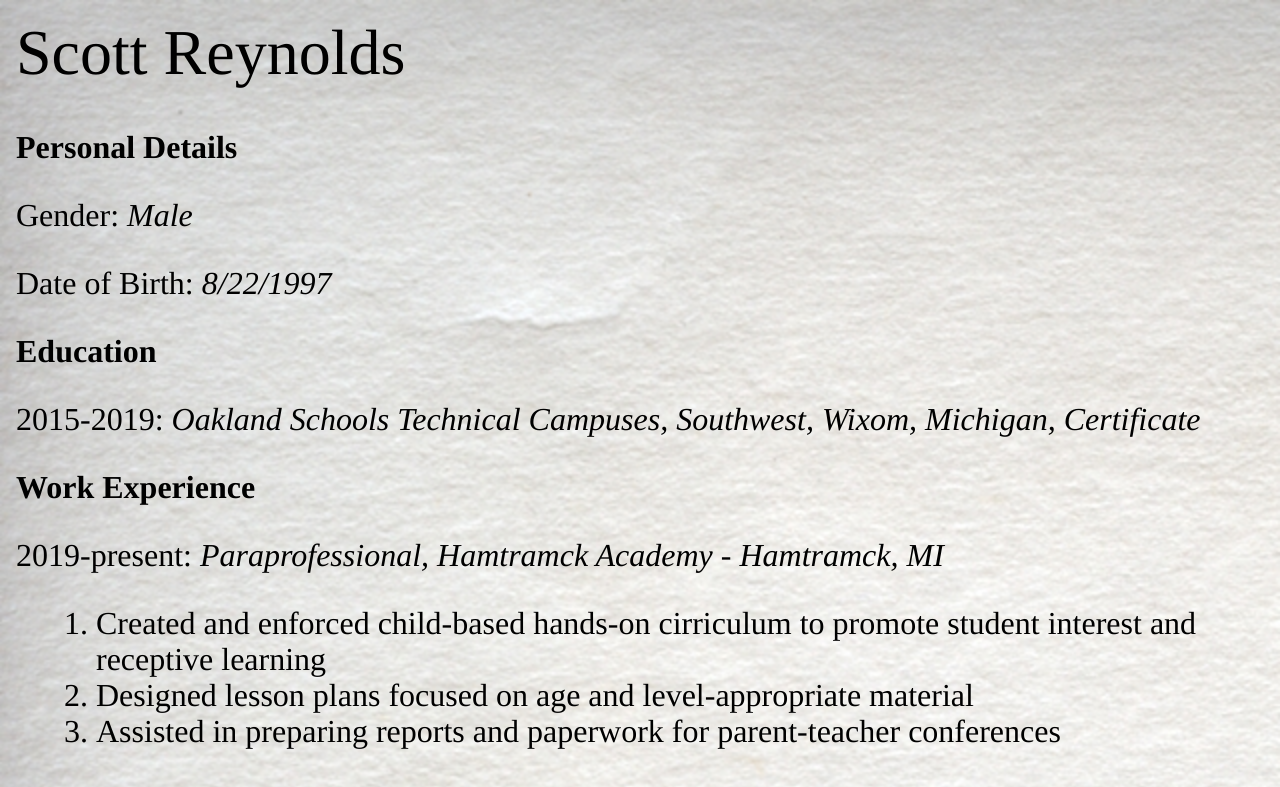 Scott Reynolds
Personal Details
Gender: Male
Date of Birth: 8/22/1997
Education
2015-2019: Oakland Schools Technical Campuses, Southwest, Wixom, Michigan, Certificate
Work Experience
2019-present: Paraprofessional, Hamtramck Academy - Hamtramck, MI
1. Created and enforced child-based hands-on cirriculum to promote student interest and
receptive learning
2. Designed lesson plans focused on age and level-appropriate material
3. Assisted in preparing reports and paperwork for parent-teacher conferences